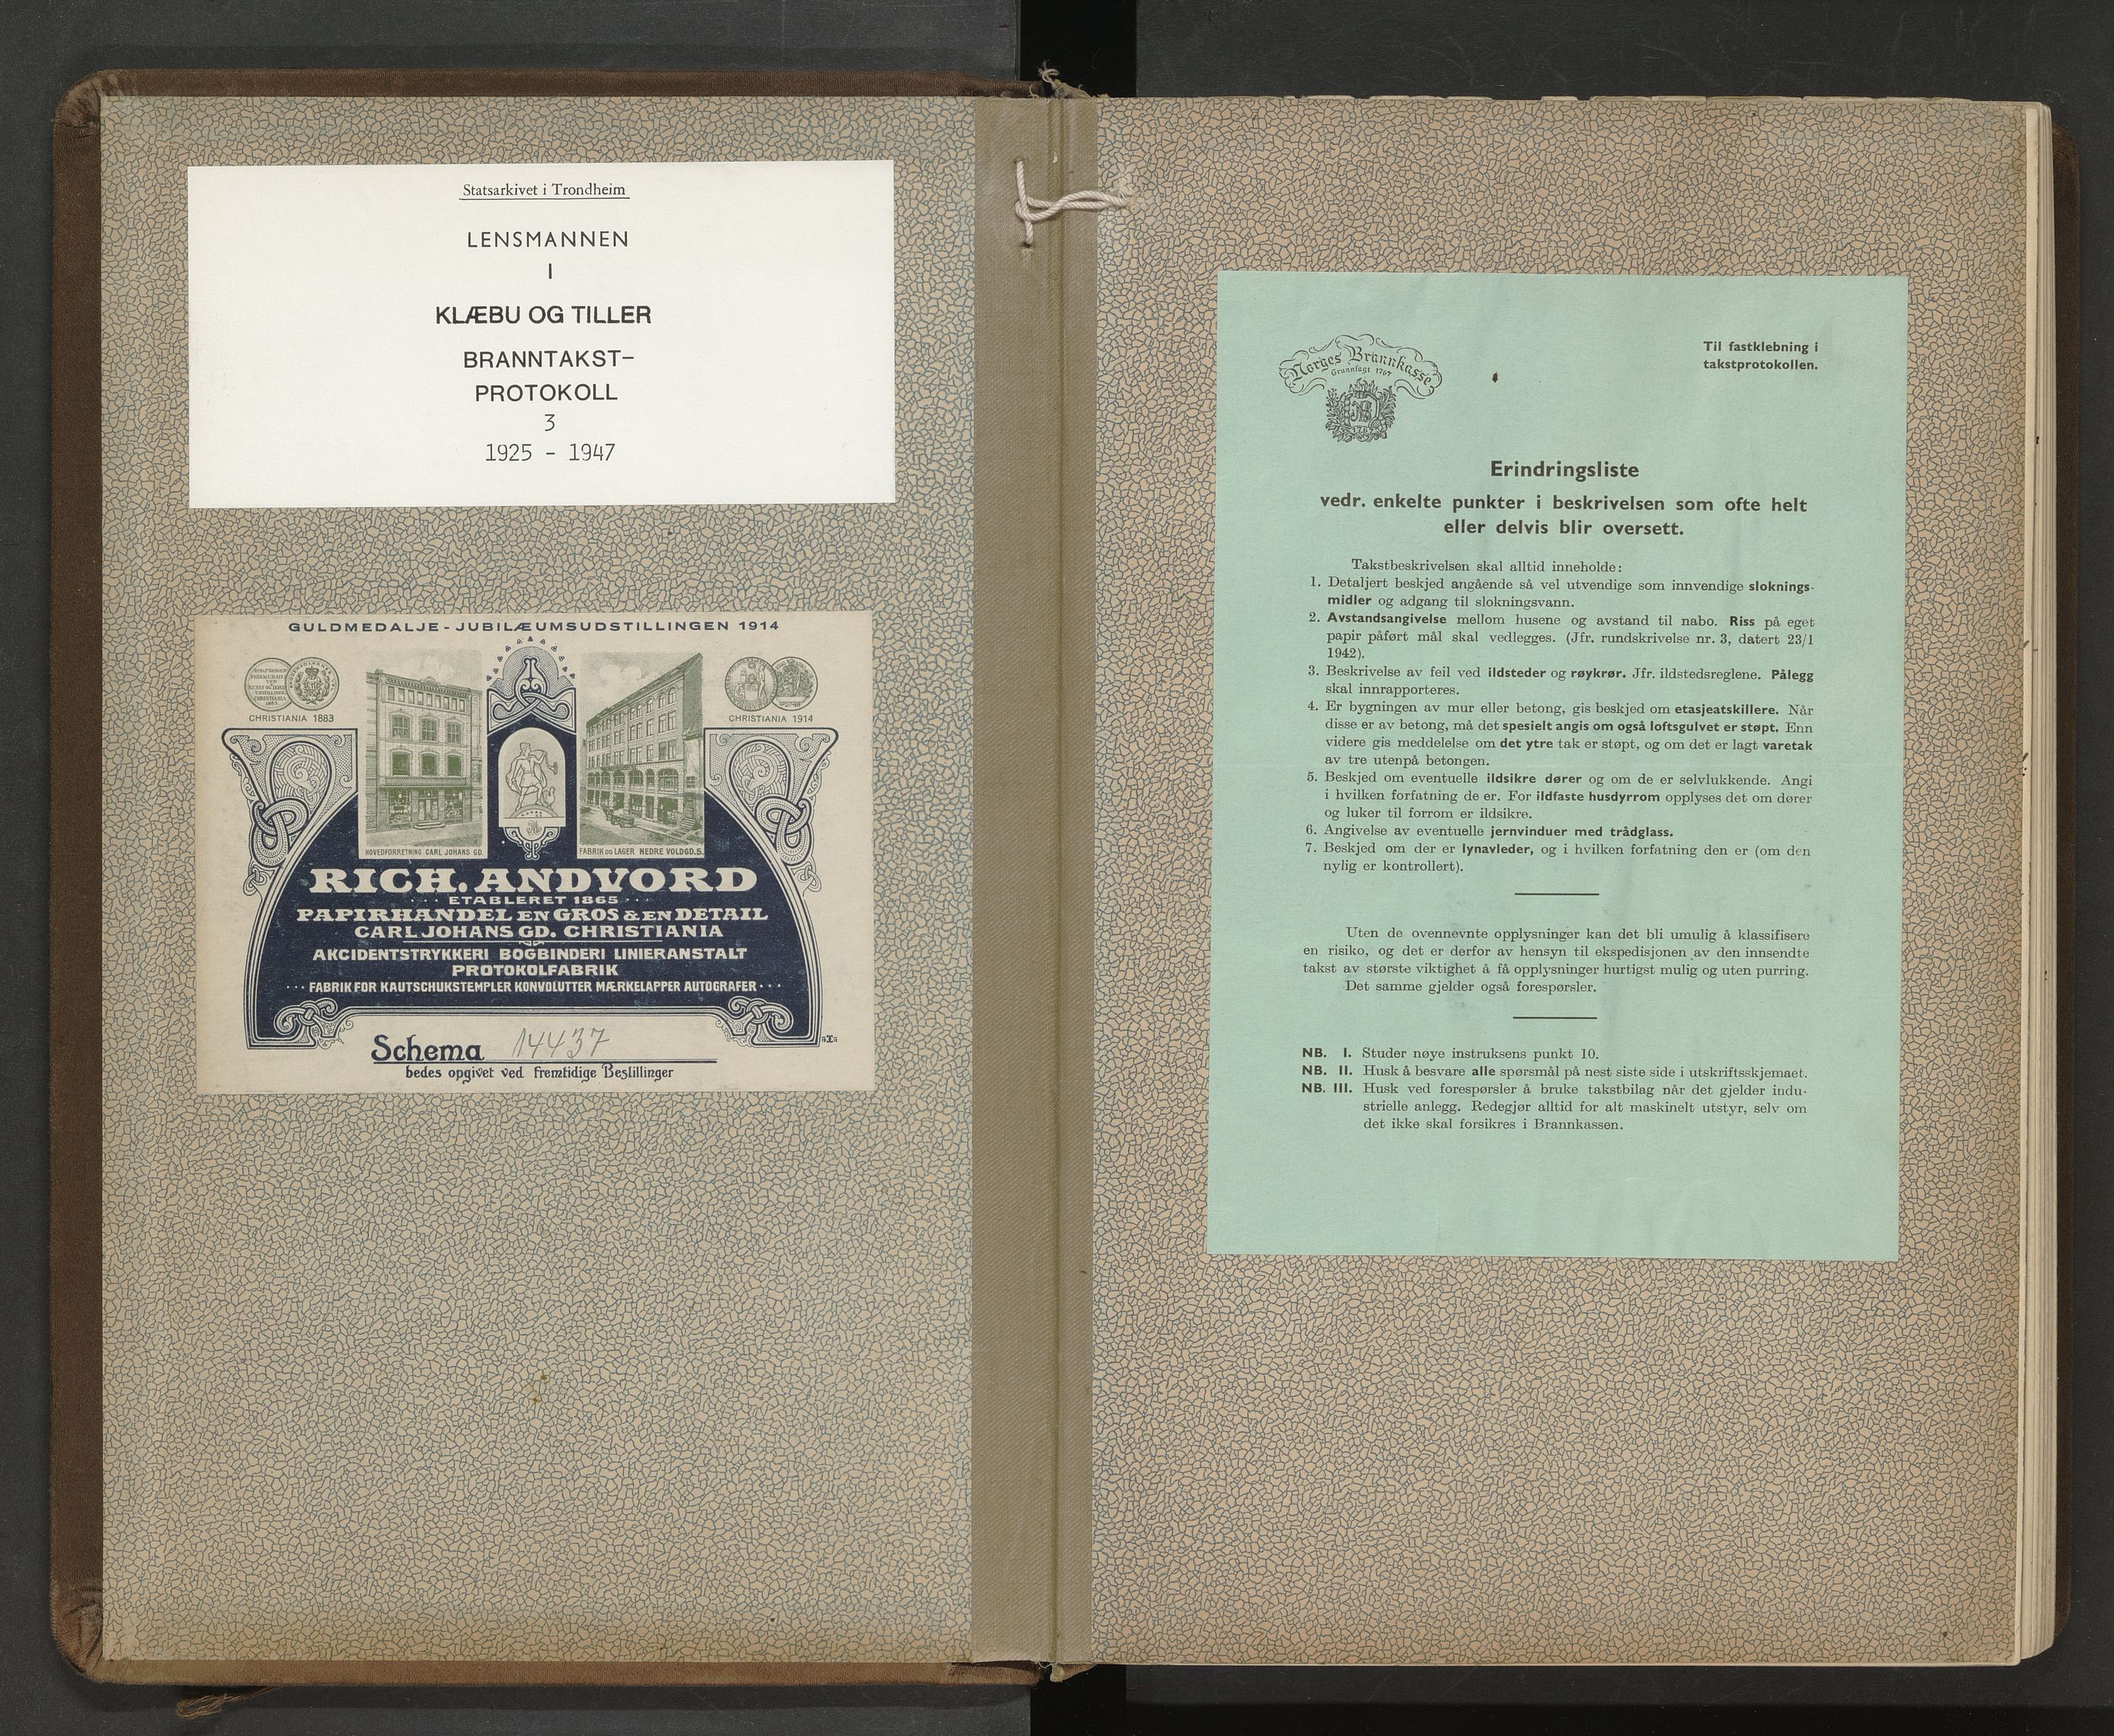 Statsarkivet i Trondheim
LENSMANNEN
I
KLÆBU OG TILLER
BRANNTAKST-
PROTOKOLL
3
1925 - 1947
GULDMEDALJE - JUBILÆUMSUDSTILLINGEN 1914
CHRISTIANIA 1883
CHRISTIANIA 1914
HOVEDFORRETNING CARL JOHANS GD.
FABRIK OG LAGER NEDRE VOLDGD. 5.
RICH. ANDVORD
ETABLERET 1865
PAPIRHANDEL EN GROS & EN DETAIL
CARL JOHANS GD. CHRISTIANIA
AKCIDENTSTRYKKERI BOGBINDERI LINIERANSTALT
PROTOKOLFABRIK
FABRIK FOR KAUTSCHUKSTEMPLER KONVOLUTTER MÆRKELAPPER AUTOGRAFER
Schema 14437
bedes opgivet ved fremtidige Bestillinger
Norges Brannkasse
Grunnlagt 1767
1767
Til fastklebning i
takstprotokollen.
Erindringsliste
vedr. enkelte punkter i beskrivelsen som ofte helt
eller delvis blir oversett.
Takstbeskrivelsen skal alltid inneholde:
1. Detaljert beskjed angående så vel utvendige som innvendige sloknings-
midler og adgang til slokningsvann.
2. Avstandsangivelse mellom husene og avstand til nabo. Riss på eget
papir påført mål skal vedlegges. (Jfr. rundskrivelse nr. 3, datert 23/1
1942).
3. Beskrivelse av feil ved ildsteder og røykrør. Jfr. ildstedsreglene. Pålegg
skal innrapporteres.
4. Er bygningen av mur eller betong, gis beskjed om etasjeatskillere. Når
disse er av betong, må det spesielt angis om også loftsgulvet er støpt. Enn
videre gis meddelelse om det ytre tak er støpt, og om det er lagt varetak
av tre utenpå betongen.
5. Beskjed om eventuelle ildsikre dører og om de er selvlukkende. Angi
i hvilken forfatning de er. For ildfaste husdyrrom opplyses det om dører
og luker til forrom er ildsikre.
6. Angivelse av eventuelle jernvinduer med trådglass.
7. Beskjed om der er lynavleder, og i hvilken forfatning den er (om den
nylig er kontrollert).
Uten de ovennevnte opplysninger kan det bli umulig å klassifisere
en risiko, og det er derfor av hensyn til ekspedisjonen av den innsendte
takst av største viktighet å få opplysninger hurtigst mulig og uten purring.
Det samme gjelder også forespørsler.
NB. I. Studer nøye instruksens punkt 10.
NB. II. Husk å besvare alle spørsmål på nest siste side i utskriftsskjemaet.
NB. III. Husk ved forespørsler å bruke takstbilag når det gjelder indu-
strielle anlegg. Redegjør alltid for alt maskinelt utstyr, selv om
det ikke skal forsikres i Brannkassen.